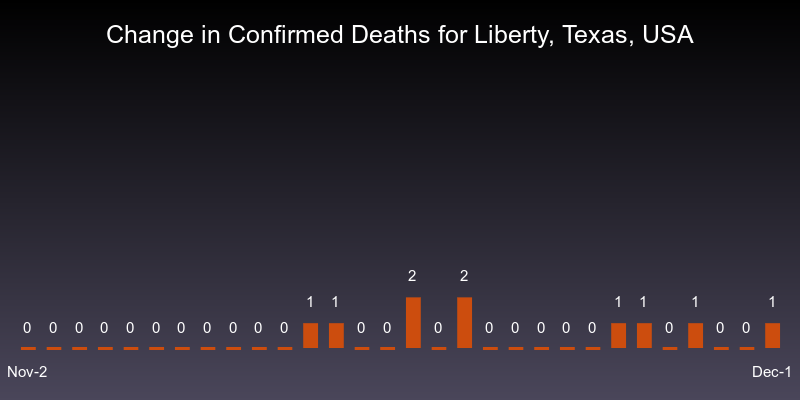 Change in Confirmed Deaths for Liberty, Texas, USA
2 2
1 1 1 1 1 1
0 0 0 0 0 0 0 0 0 0 0 0 0 0 0 0 0 0 0 0 0 0
Nov-2 Dec-1